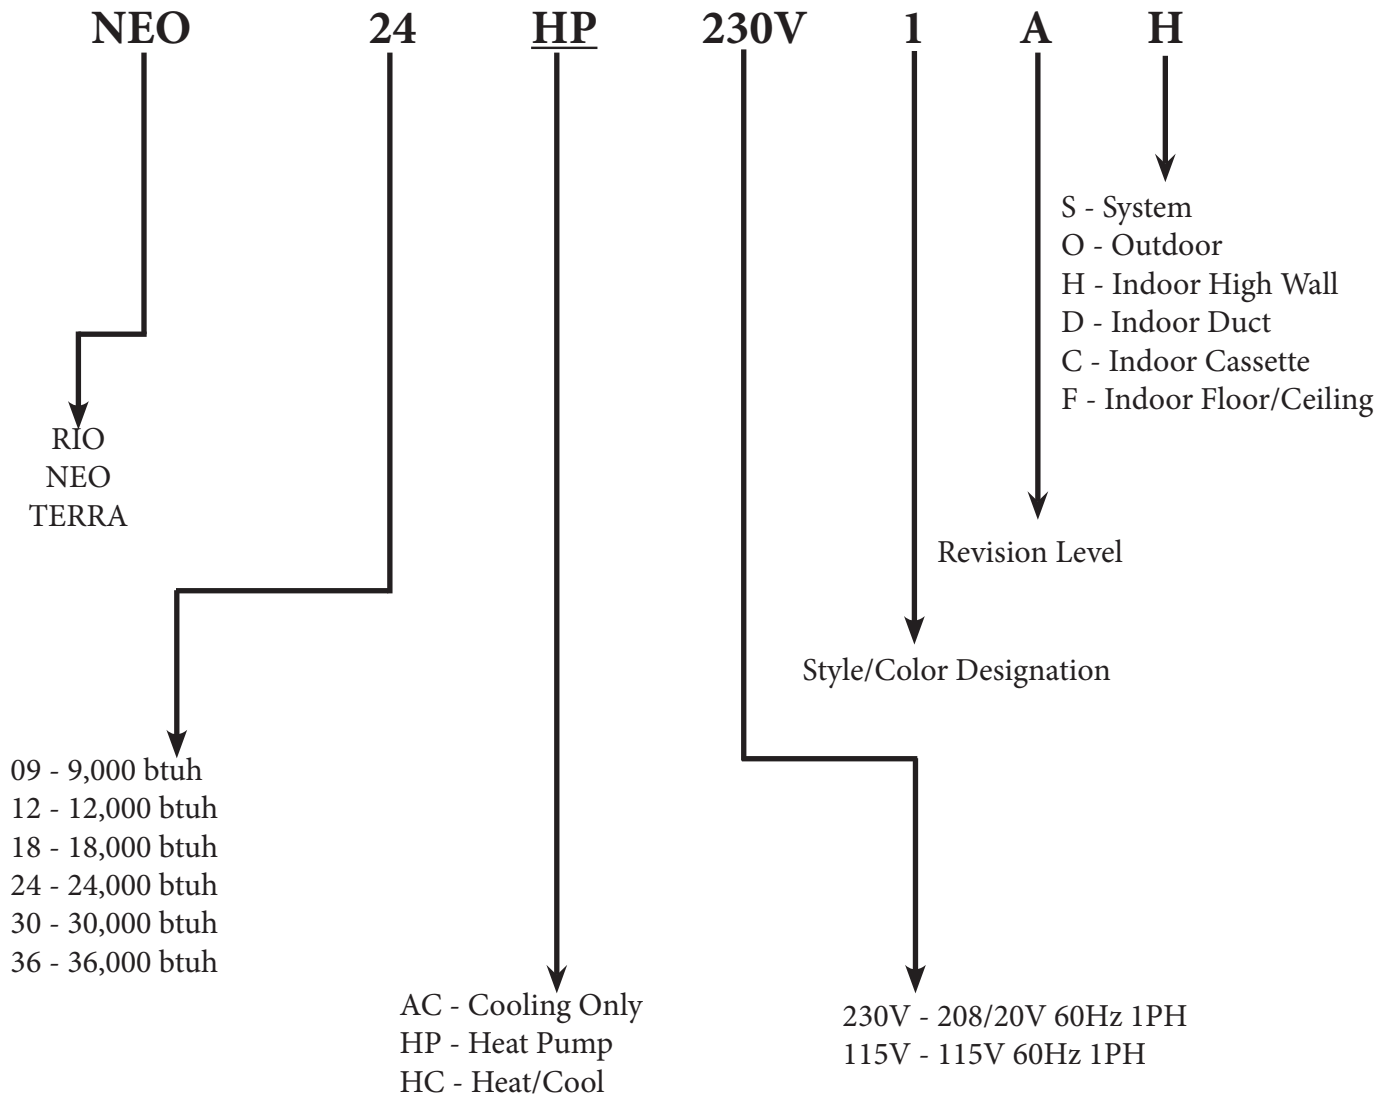 NEO 24 HP 230V 1 A H
S - System
O - Outdoor
H - Indoor High Wall
D - Indoor Duct
C - Indoor Cassette
F - Indoor Floor/Ceiling
RIO
NEO
TERRA
Revision Level
Style/Color Designation
09 - 9,000 btuh
12 - 12,000 btuh
18 - 18,000 btuh
24 - 24,000 btuh
30 - 30,000 btuh
36 - 36,000 btuh
AC - Cooling Only
HP - Heat Pump
HC - Heat/Cool
230V - 208/20V 60Hz 1PH
115V - 115V 60Hz 1PH